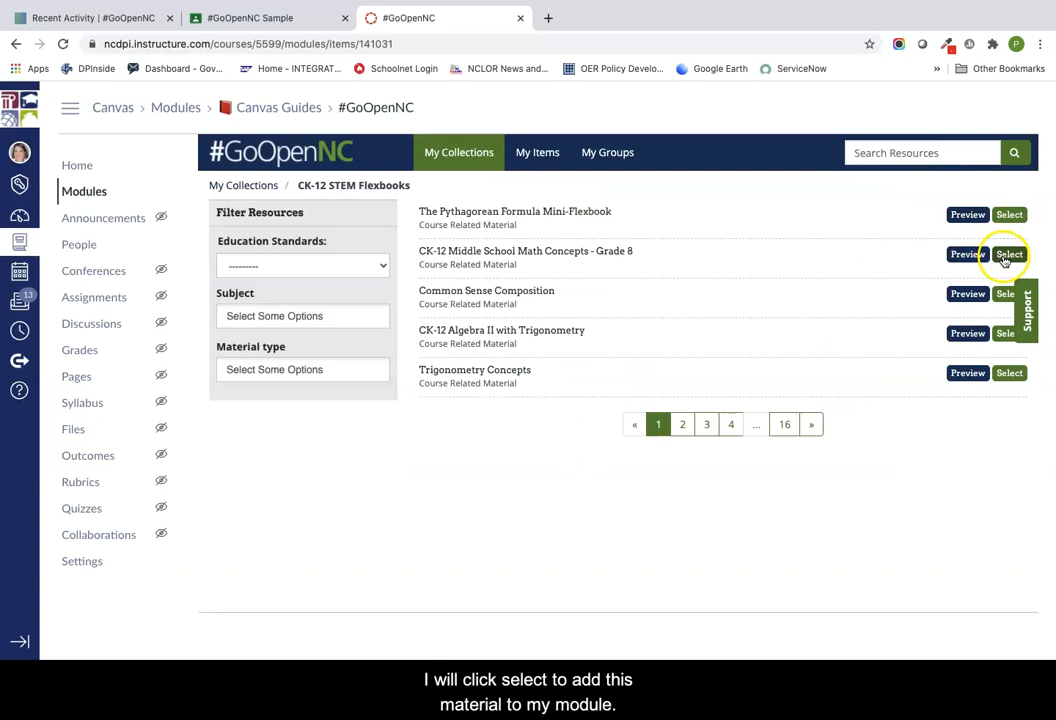 Recent Activity | #GoOpenNC
#GoOpenNC Sample
#GoOpenNC
ncdpi.instructure.com/courses/5599/modules/items/141031
P
Apps
DPInside
Dashboard - Gov...
Home - INTEGRAT...
Schoolnet Login
NCLOR News and...
OER Policy Develo...
Google Earth
ServiceNow
»
Other Bookmarks
Canvas › Modules › Canvas Guides › #GoOpenNC
Home
Modules
Announcements
People
Conferences
Assignments
Discussions
Grades
Pages
Syllabus
Files
Outcomes
Rubrics
Quizzes
Collaborations
Settings
13
#GoOpenNC
My Collections
My Items
My Groups
Search Resources
My Collections / CK-12 STEM Flexbooks
Filter Resources
Education Standards:
---------
Subject
Select Some Options
Material type
Select Some Options
The Pythagorean Formula Mini-Flexbook
Course Related Material
Preview Select
CK-12 Middle School Math Concepts - Grade 8
Course Related Material
Preview Select
Common Sense Composition
Course Related Material
Preview Sele
CK-12 Algebra II with Trigonometry
Course Related Material
Preview Sele
Trigonometry Concepts
Course Related Material
Preview Select
Support
« 1 2 3 4 ... 16 »
I will click select to add this
material to my module.